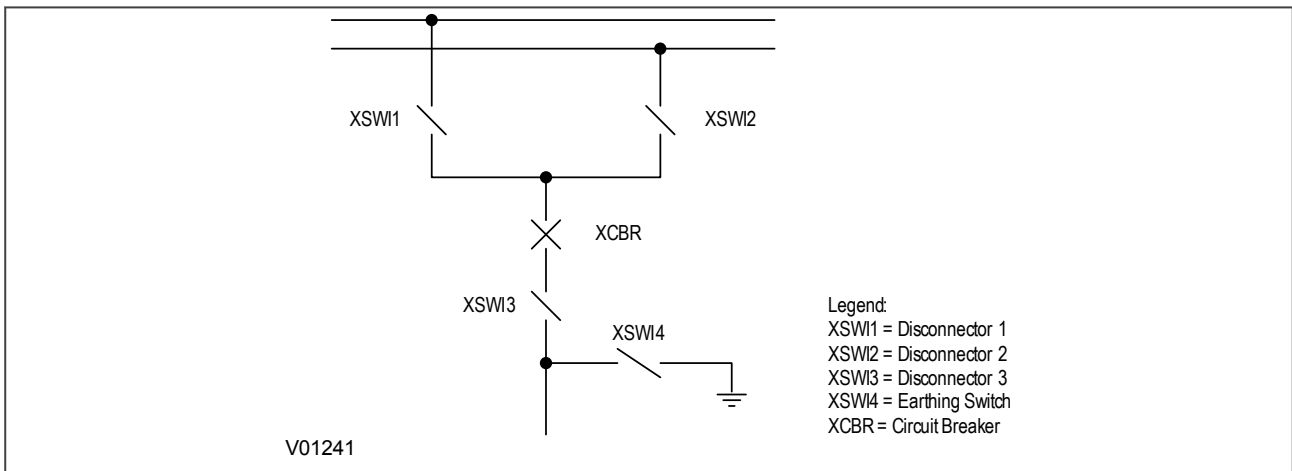 XSWI1
XSWI2
XCBR
XSWI3
XSWI4
Legend:
XSWI1 = Disconnector 1
XSWI2 = Disconnector 2
XSWI3 = Disconnector 3
XSWI4 = Earthing Switch
XCBR = Circuit Breaker
V01241